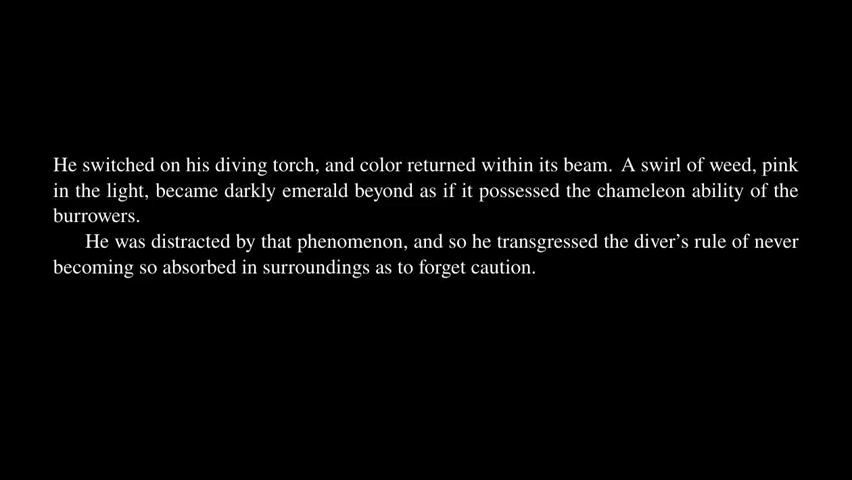 He switched on his diving torch, and color returned within its beam. A swirl of weed, pink
in the light, became darkly emerald beyond as if it possessed the chameleon ability of the
burrowers.
He was distracted by that phenomenon, and so he transgressed the diver's rule of never
becoming so absorbed in surroundings as to forget caution.